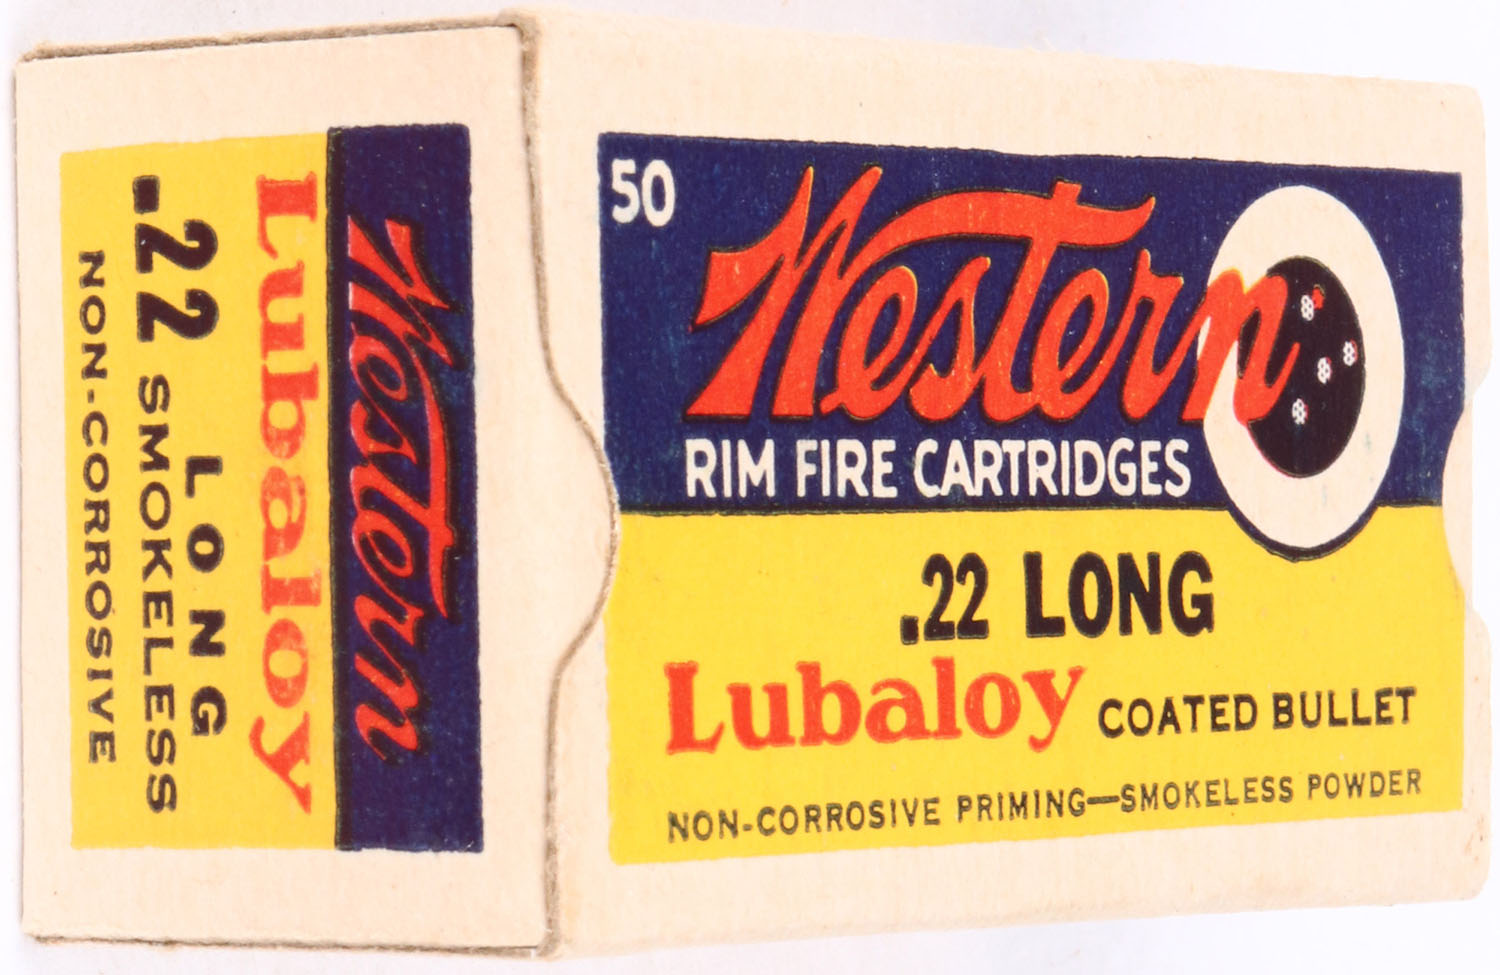 50
Western
RIM FIRE CARTRIDGES
.22 LONG
Lubaloy COATED BULLET
NON-CORROSIVE PRIMING—SMOKELESS POWDER
Western
Lubaloy
.22 LONG
SMOKELESS
NON-CORROSIVE